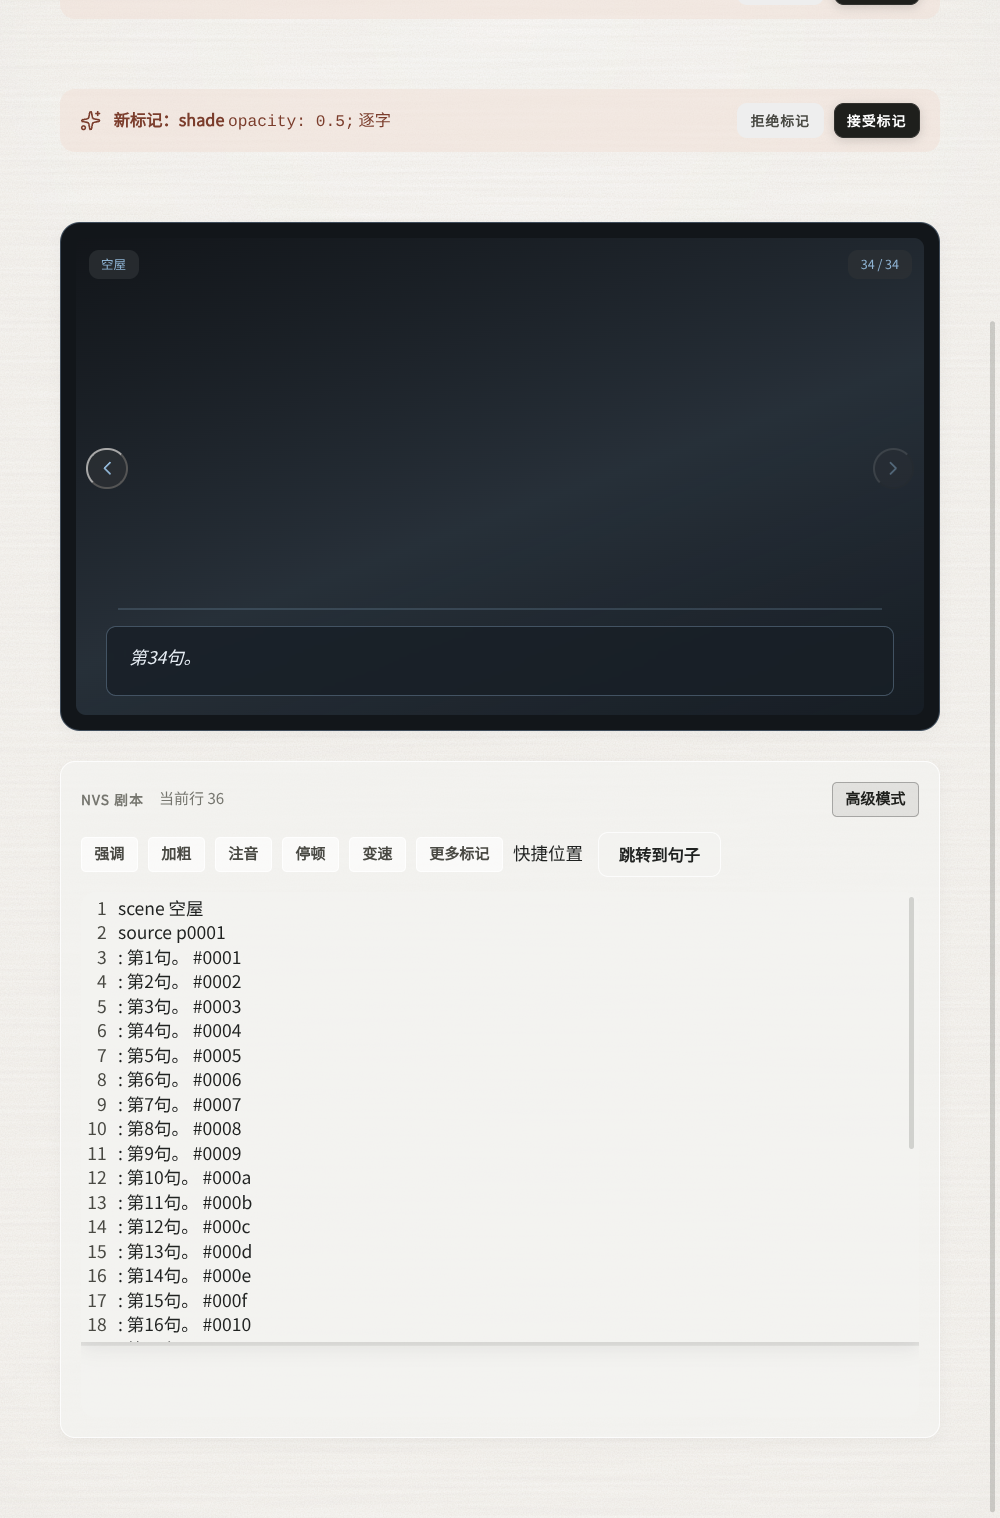 新标记：shade opacity: 0.5; 逐字
拒绝标记
接受标记
空屋
34 / 34
第34句。
NVS 剧本 当前行 36
高级模式
强调 加粗 注音 停顿 变速 更多标记 快捷位置 跳转到句子
1 scene 空屋
2 source p0001
3 : 第1句。 #0001
4 : 第2句。 #0002
5 : 第3句。 #0003
6 : 第4句。 #0004
7 : 第5句。 #0005
8 : 第6句。 #0006
9 : 第7句。 #0007
10 : 第8句。 #0008
11 : 第9句。 #0009
12 : 第10句。 #000a
13 : 第11句。 #000b
14 : 第12句。 #000c
15 : 第13句。 #000d
16 : 第14句。 #000e
17 : 第15句。 #000f
18 : 第16句。 #0010